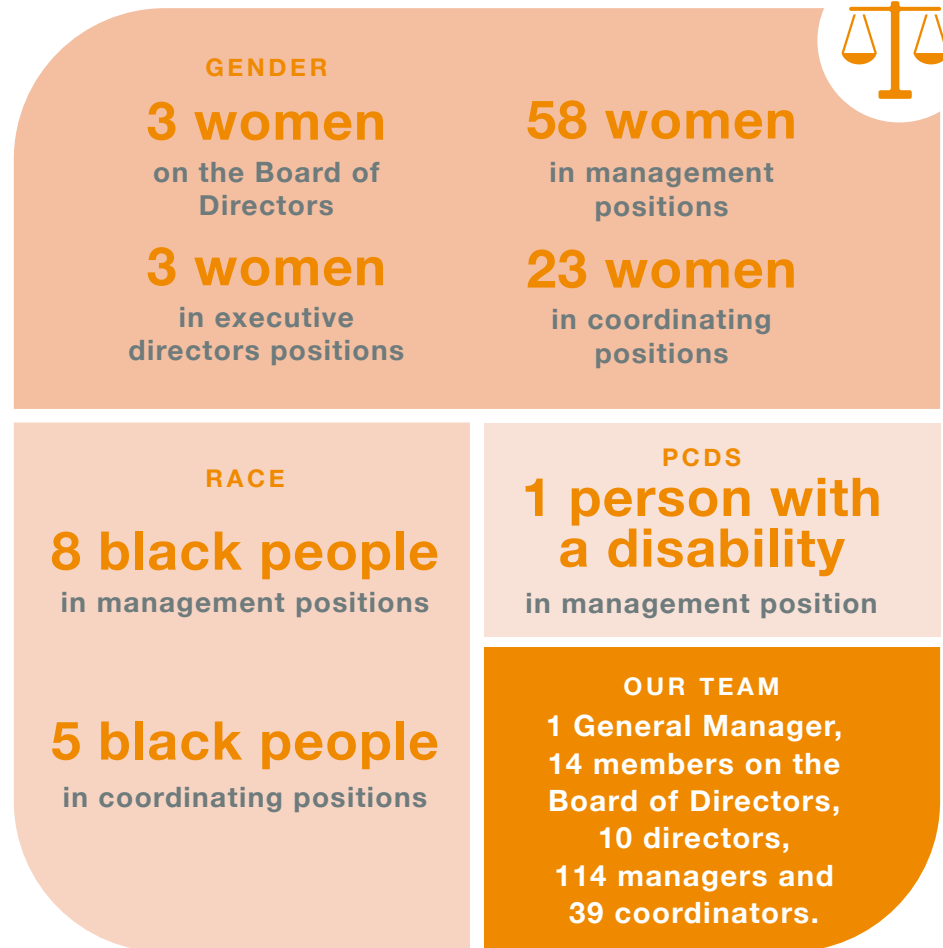 GENDER
3 women
on the Board of
Directors
3 women
in executive
directors positions
58 women
in management
positions
23 women
in coordinating
positions
RACE
8 black people
in management positions
5 black people
in coordinating positions
PCDS
1 person with
a disability
in management position
OUR TEAM
1 General Manager,
14 members on the
Board of Directors,
10 directors,
114 managers and
39 coordinators.